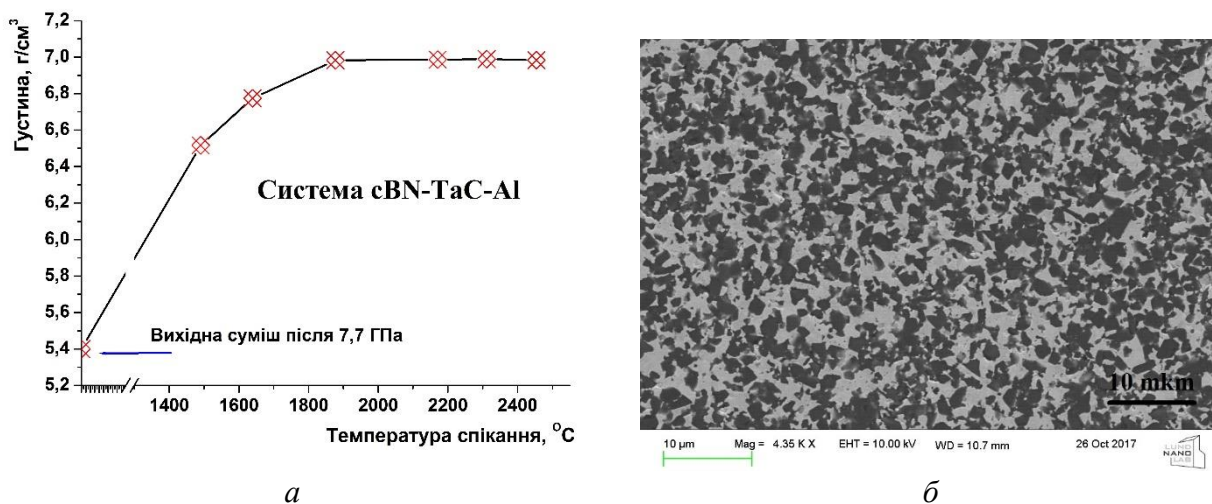 7,2
7,0
6,8
6,6
6,4
6,2
6,0
5,8
5,6
5,4
5,2
Густина, г/см³
Система cBN-TaC-Al
Вихідна суміш після 7,7 ГПа
1400 1600 1800 2000 2200 2400
Температура спікання, °С
а
10 mkm
10 µm Mag = 4.35 K X EHT = 10.00 kV WD = 10.7 mm 26 Oct 2017
LUND
NANO
LAB
б